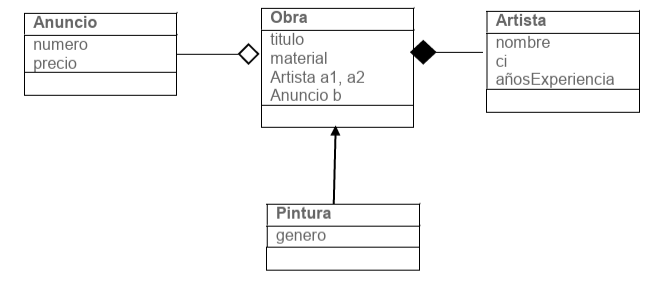 Anuncio
numero
precio
Obra
titulo
material
Artista a1, a2
Anuncio b
Artista
nombre
ci
añosExperiencia
Pintura
genero